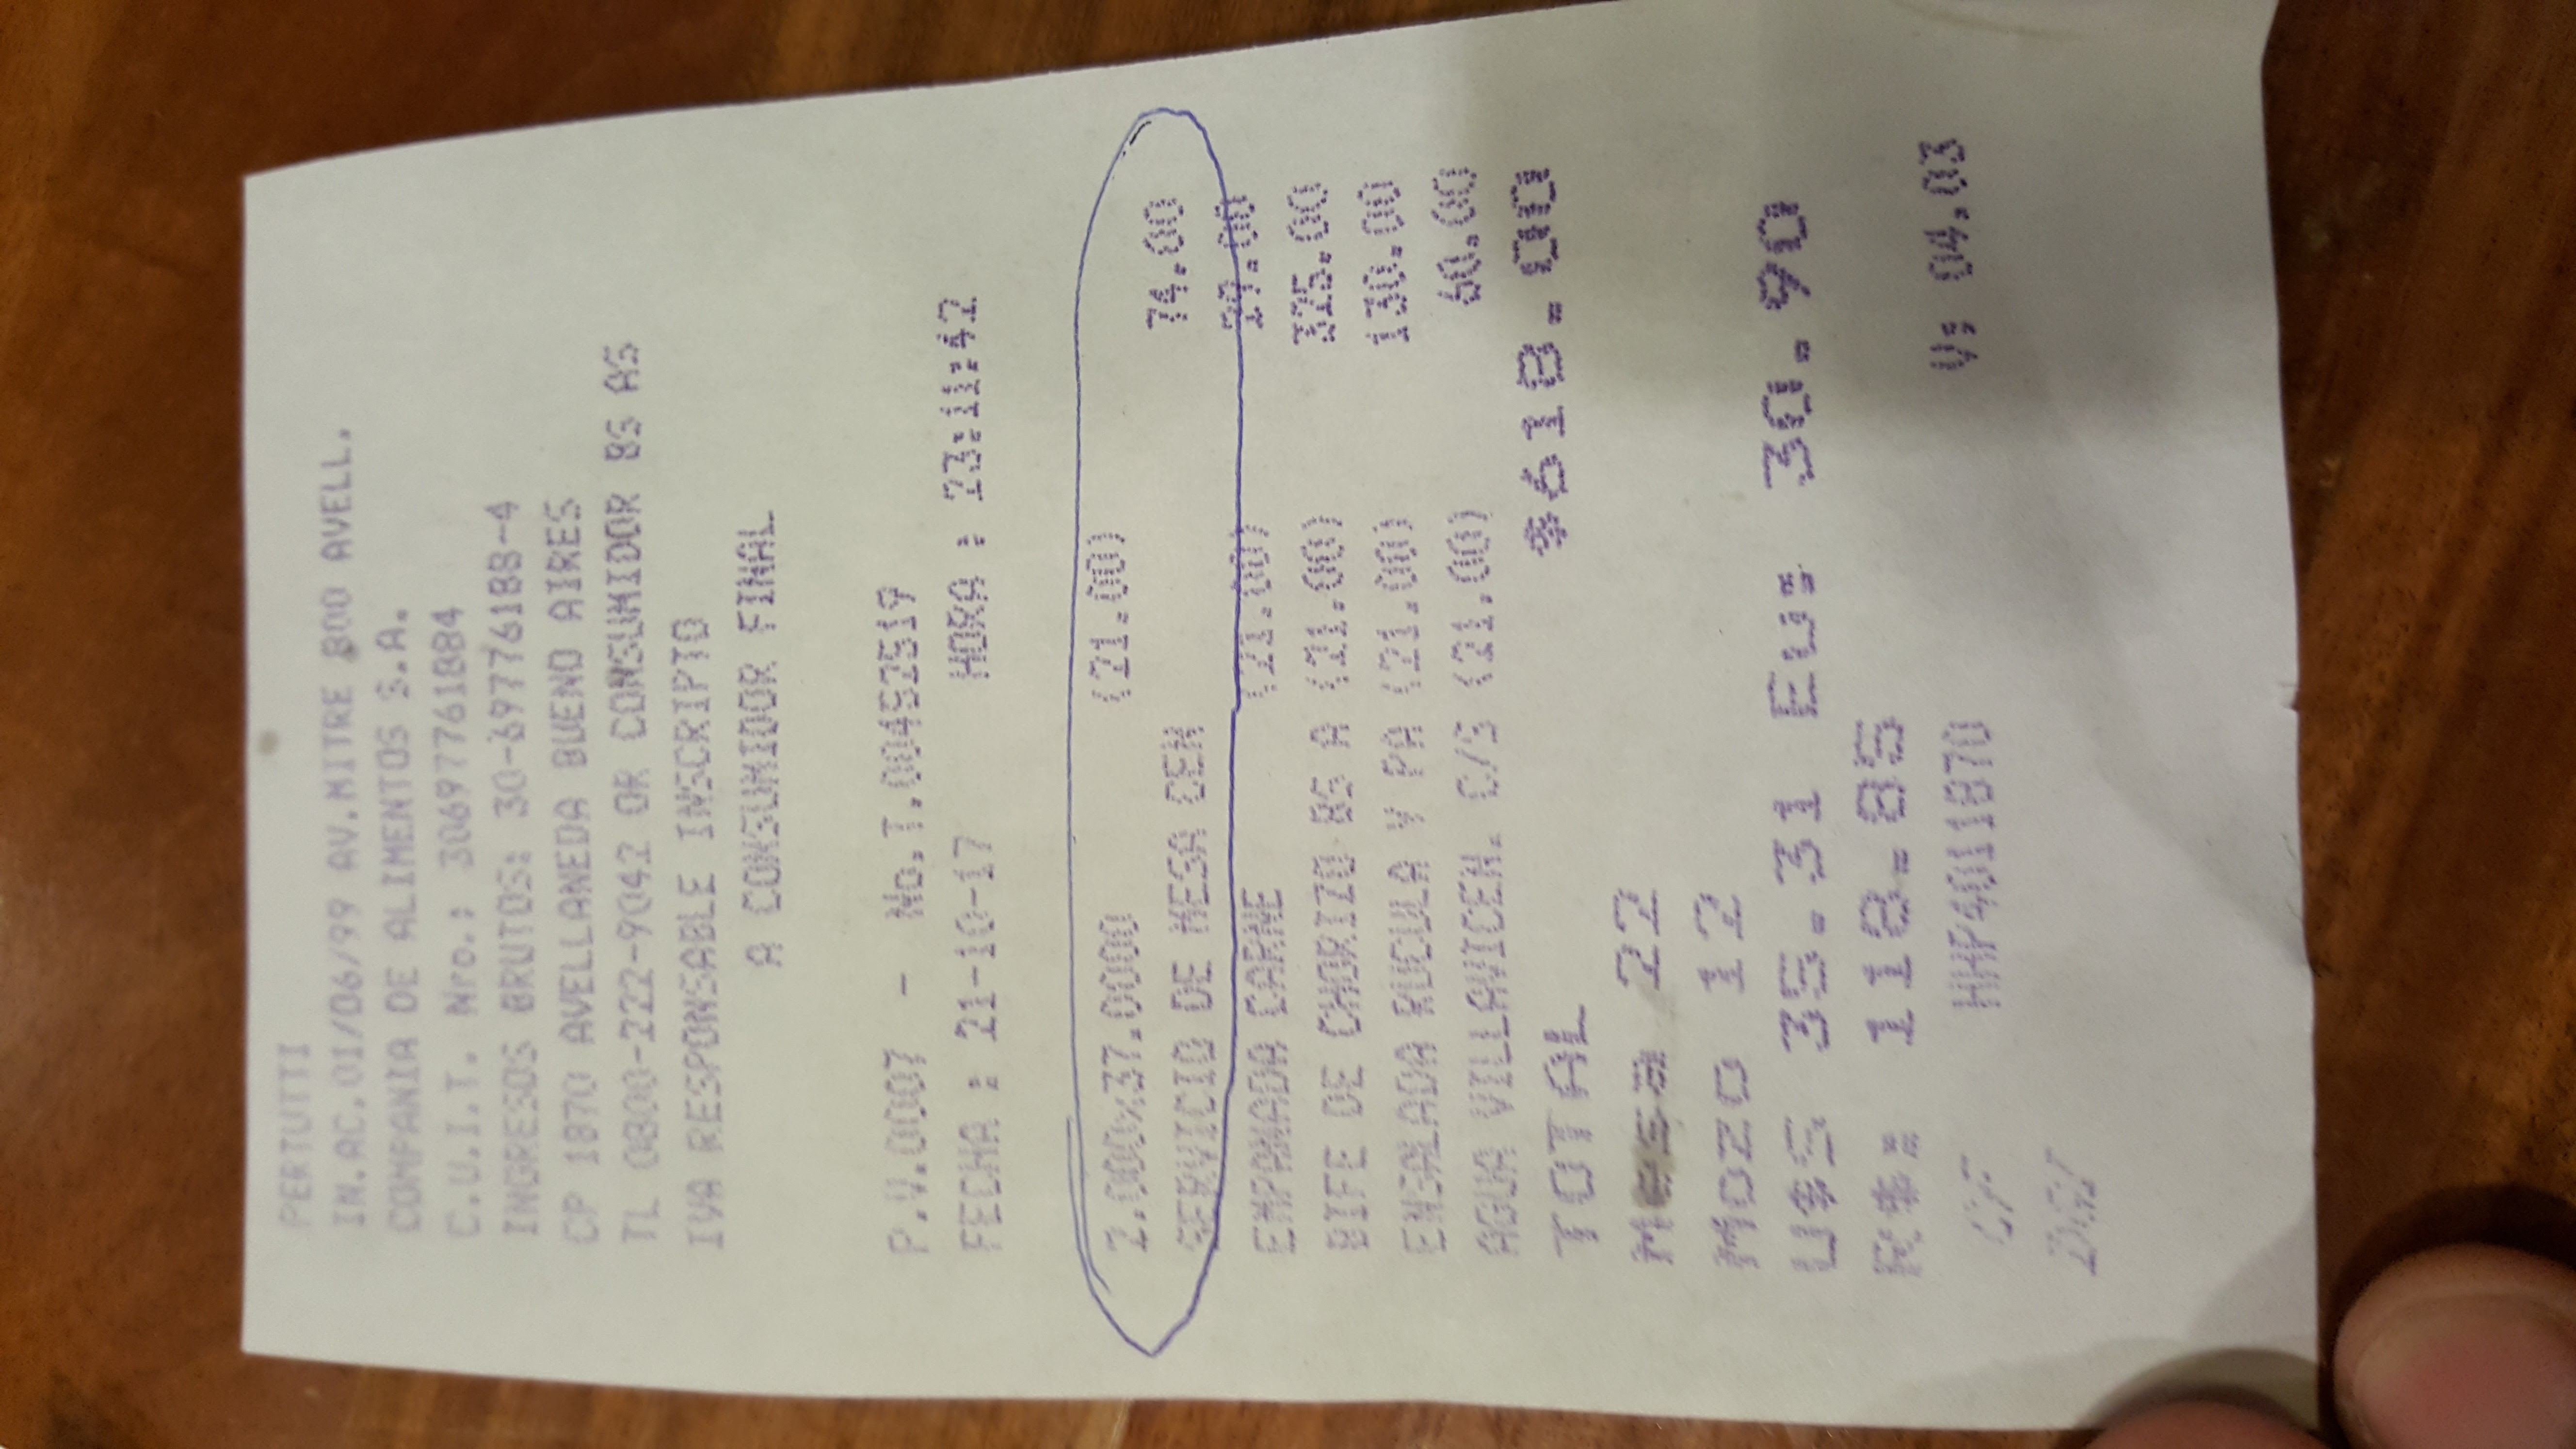 PERTUTTI
IN.AC.01/06/99 AV.MITRE 800 AVELL.
COMPANIA DE ALIMENTOS S.A.
C.U.I.T. Nro.: 30697761884
INGRESOS BRUTOS: 30-69776188-4
CP 1870 AVELLANEDA BUENO AIRES
TL 0800-222-9042 OR CONSUMIDOR BS AS
IVA RESPONSABLE INSCRIPTO
A CONSUMIDOR FINAL
P.V.0007 - No.T.00452519
FECHA : 21-10-17 HORA : 23:11:42
2.000x37.0000 (21.00)
SERVICIO DE MESA CEN 74.00
EMPANADA CARNE (21.00) 29.00
BIFE DE CHORIZO BS A (21.00) 325.00
ENSALADA RUCULA Y PA (21.00) 130.00
AGUA VILLAVICEN. C/S (21.00) 60.00
TOTAL $618.00
Mesa 22
Mozo 12
U$S 35.31 Eu: 30.90
R$: 118.85
CF HHP4011870 V: 04.03
DGI